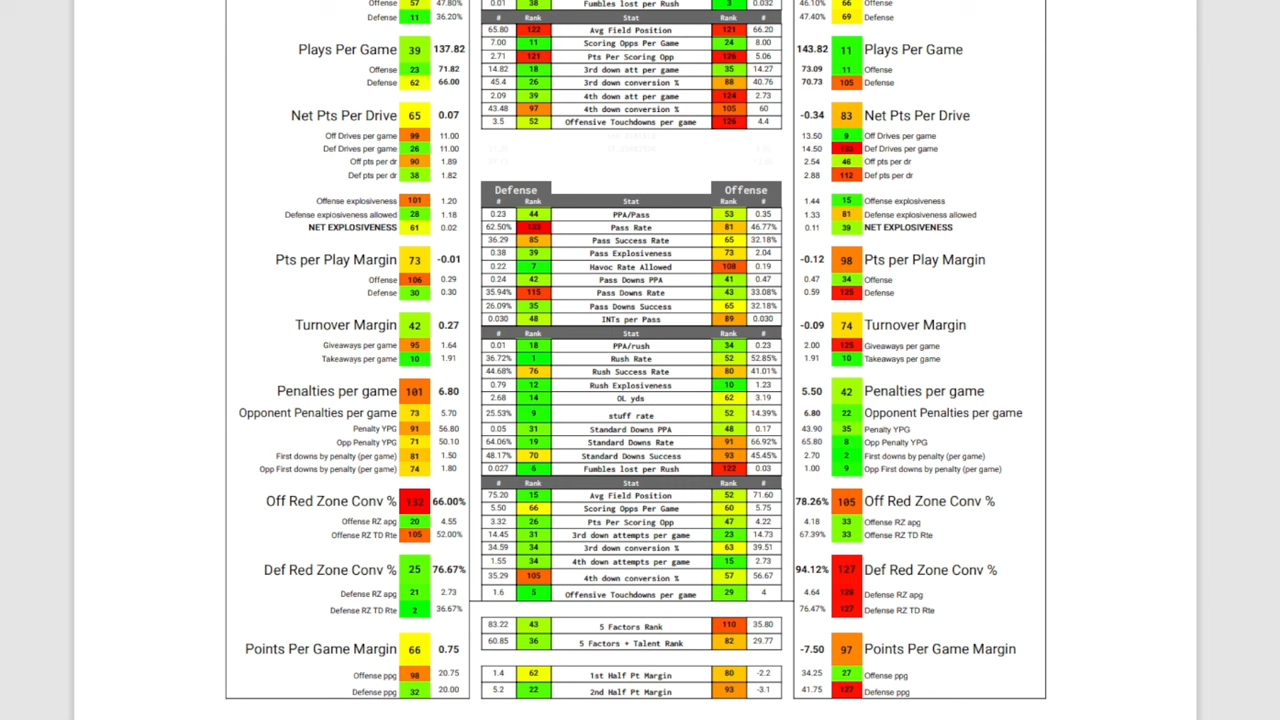 Offense 57 47.80% 0.01 38 Fumbles lost per Rush 3 0.032 46.10% 66 Offense
Defense 11 36.20% # Rank Stat Rank # 47.40% 69 Defense
65.80 122 Avg Field Position 121 66.20
Plays Per Game 39 137.82 7.00 11 Scoring Opps Per Game 24 8.00 143.82 11 Plays Per Game
2.71 121 Pts Per Scoring Opp 126 5.06
Offense 23 71.82 14.82 18 3rd down att per game 35 14.27 73.09 11 Offense
Defense 62 66.00 45.4 26 3rd down conversion % 88 40.76 70.73 105 Defense
2.09 39 4th down att per game 124 2.73
Net Pts Per Drive 65 0.07 43.48 97 4th down conversion % 105 60 -0.34 83 Net Pts Per Drive
3.5 52 Offensive Touchdowns per game 126 4.4
Off Drives per game 99 11.00 13.50 9 Off Drives per game
Def Drives per game 26 11.00 14.50 133 Def Drives per game
Off pts per dr 90 1.89 2.54 46 Off pts per dr
Def pts per dr 38 1.82 2.88 112 Def pts per dr
Defense Offense
Offense explosiveness 101 1.20 # Rank Stat Rank # 1.44 15 Offense explosiveness
Defense explosiveness allowed 28 1.18 0.23 44 PPA/Pass 53 0.35 1.33 81 Defense explosiveness allowed
NET EXPLOSIVENESS 61 0.02 62.50% 133 Pass Rate 81 46.77% 0.11 39 NET EXPLOSIVENESS
36.29 85 Pass Success Rate 65 32.18%
Pts per Play Margin 73 -0.01 0.38 39 Pass Explosiveness 73 2.04 -0.12 98 Pts per Play Margin
0.22 7 Havoc Rate Allowed 108 0.19
Offense 106 0.29 0.24 42 Pass Downs PPA 41 0.47 0.47 34 Offense
Defense 30 0.30 35.94% 115 Pass Downs Rate 43 33.08% 0.59 125 Defense
26.09% 35 Pass Downs Success 65 32.18%
Turnover Margin 42 0.27 0.030 48 INTs per Pass 89 0.030 -0.09 74 Turnover Margin
# Rank Stat Rank #
Giveaways per game 95 1.64 0.01 18 PPA/rush 34 0.23 2.00 125 Giveaways per game
Takeaways per game 10 1.91 36.72% 1 Rush Rate 52 52.85% 1.91 10 Takeaways per game
44.68% 76 Rush Success Rate 80 41.01%
Penalties per game 101 6.80 0.79 12 Rush Explosiveness 10 1.23 5.50 42 Penalties per game
2.68 14 OL yds 62 3.19
Opponent Penalties per game 73 5.70 25.53% 9 stuff rate 52 14.39% 6.80 22 Opponent Penalties per game
Penalty YPG 91 56.80 0.05 31 Standard Downs PPA 48 0.17 43.90 35 Penalty YPG
Opp Penalty YPG 71 50.10 64.06% 19 Standard Downs Rate 91 66.92% 65.80 8 Opp Penalty YPG
First downs by penalty (per game) 81 1.50 48.17% 70 Standard Downs Success 93 45.45% 2.70 2 First downs by penalty (per game)
Opp First downs by penalty (per game) 74 1.80 0.027 6 Fumbles lost per Rush 122 0.03 1.00 9 Opp First downs by penalty (per game)
# Rank Stat Rank #
Off Red Zone Conv % 132 66.00% 75.20 15 Avg Field Position 52 71.60 78.26% 105 Off Red Zone Conv %
5.50 66 Scoring Opps Per Game 60 5.75
Offense RZ apg 20 4.55 3.32 26 Pts Per Scoring Opp 47 4.22 4.18 33 Offense RZ apg
Offense RZ TD Rte 105 52.00% 14.45 31 3rd down attempts per game 23 14.73 67.39% 33 Offense RZ TD Rte
34.59 34 3rd down conversion % 63 39.51
Def Red Zone Conv % 25 76.67% 1.55 34 4th down attempts per game 15 2.73 94.12% 127 Def Red Zone Conv %
35.29 105 4th down conversion % 57 56.67
Defense RZ apg 21 2.73 1.6 5 Offensive Touchdowns per game 29 4 4.64 128 Defense RZ apg
Defense RZ TD Rte 2 36.67% 76.47% 127 Defense RZ TD Rte
83.22 43 5 Factors Rank 110 35.80
Points Per Game Margin 66 0.75 60.85 36 5 Factors + Talent Rank 82 29.77 -7.50 97 Points Per Game Margin
Offense ppg 98 20.75 1.4 62 1st Half Pt Margin 80 -2.2 34.25 27 Offense ppg
Defense ppg 32 20.00 5.2 22 2nd Half Pt Margin 93 -3.1 41.75 127 Defense ppg